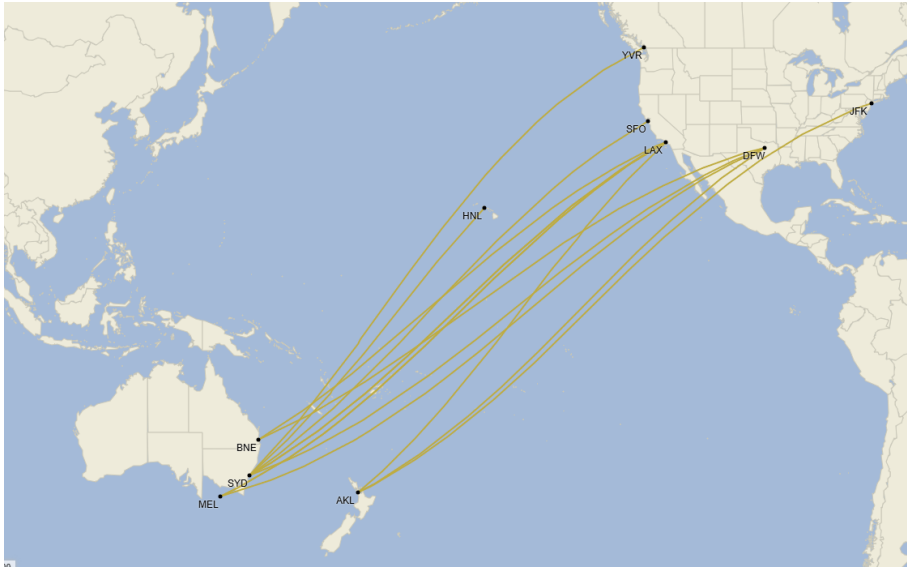 YVR
JFK
SFO
LAX
DFW
HNL
BNE
SYD
MEL
AKL